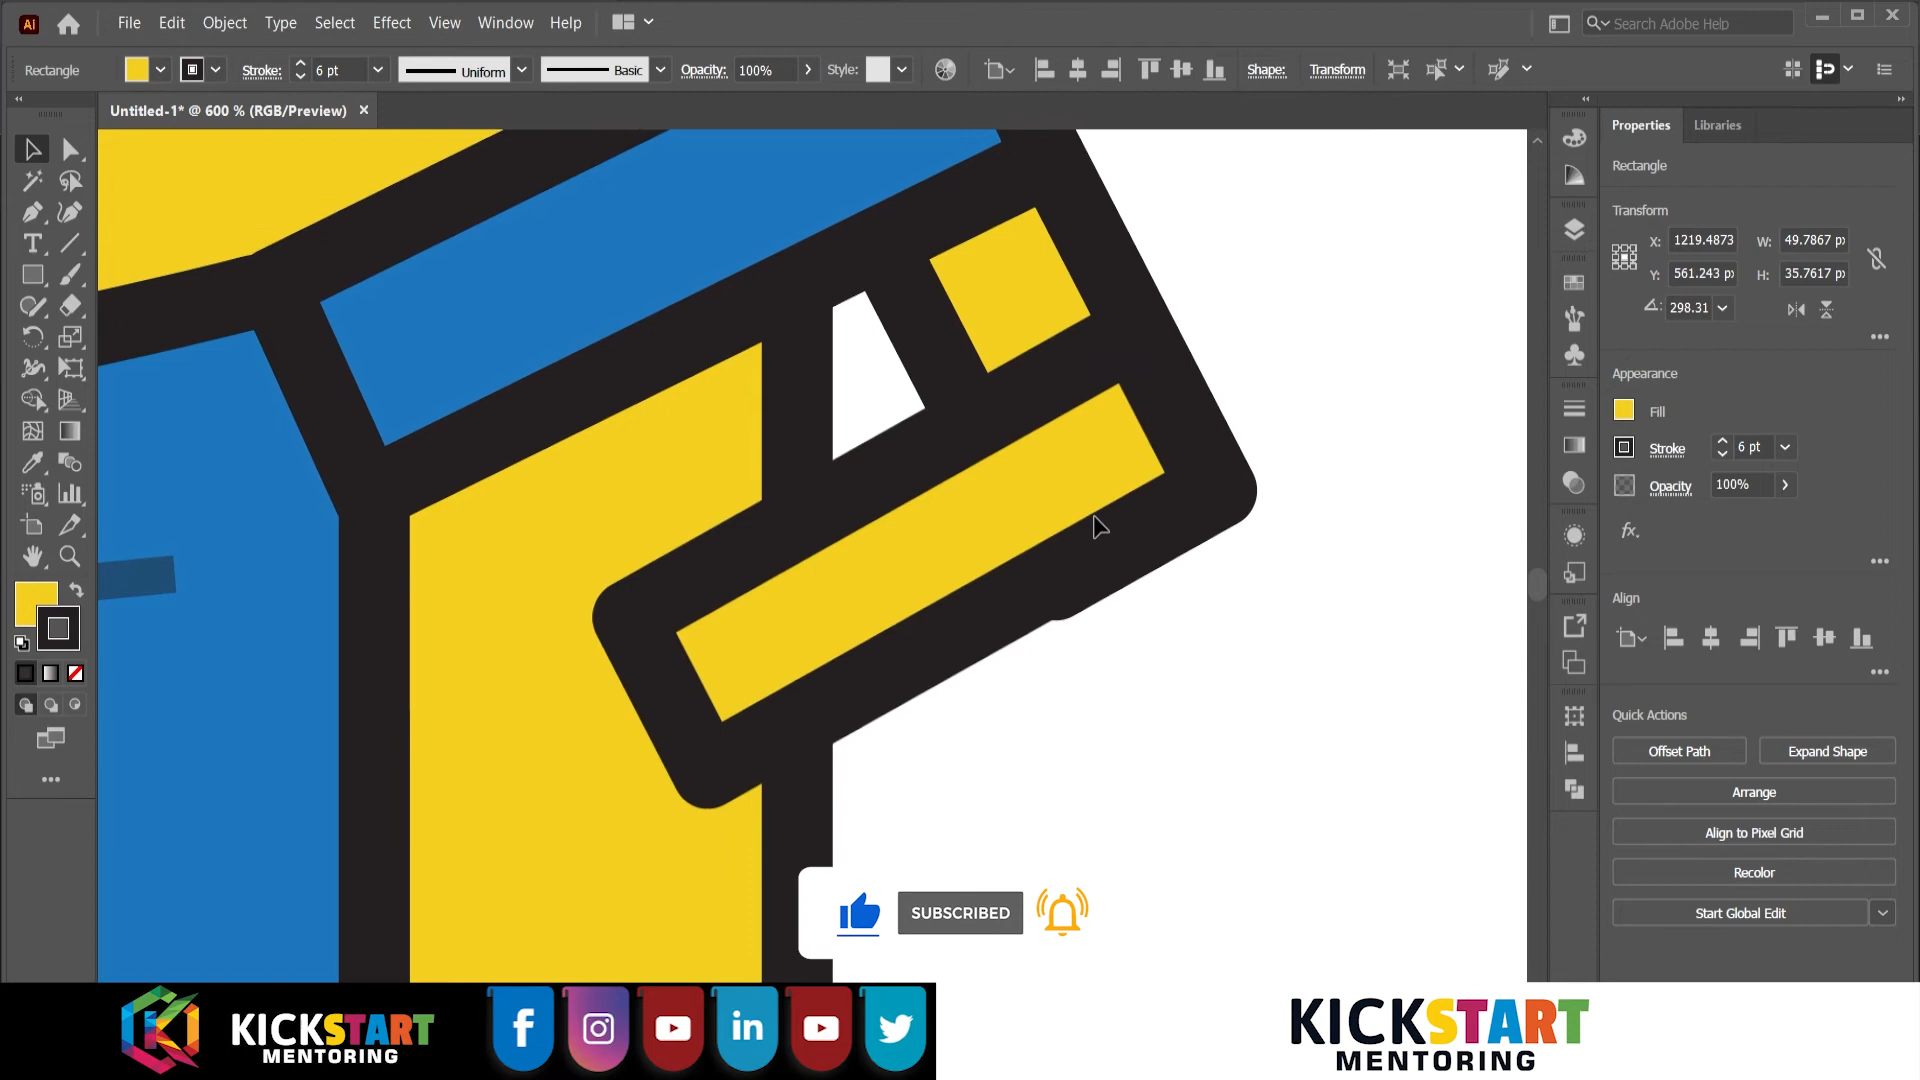 Ai File Edit Object Type Select Effect View Window Help Search Adobe Help
Rectangle Stroke: 6 pt Uniform Basic Opacity: 100% Style: Shape: Transform
Untitled-1* @ 600 % (RGB/Preview) ×
Properties Libraries
Rectangle
Transform
X: 1219.4873 W: 49.7867 px
Y: 561.243 px H: 35.7617 px
298.31
Appearance
Fill
Stroke 6 pt
Opacity 100%
fx.
Align
Quick Actions
Offset Path Expand Shape
Arrange
Align to Pixel Grid
Recolor
Start Global Edit
SUBSCRIBED
KICKSTART
MENTORING
f
in
KICKSTART
MENTORING